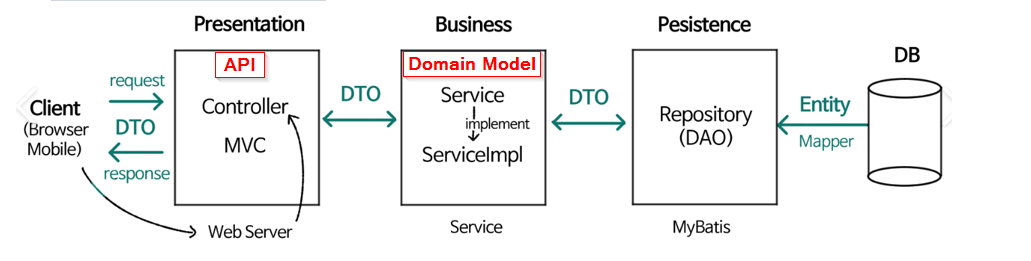 Presentation
Business
Pesistence
DB
API
Domain Model
request
Client
(Browser
Mobile)
DTO
response
Controller
MVC
DTO
Service
implement
ServiceImpl
DTO
Repository
(DAO)
Entity
Mapper
Web Server
Service
MyBatis